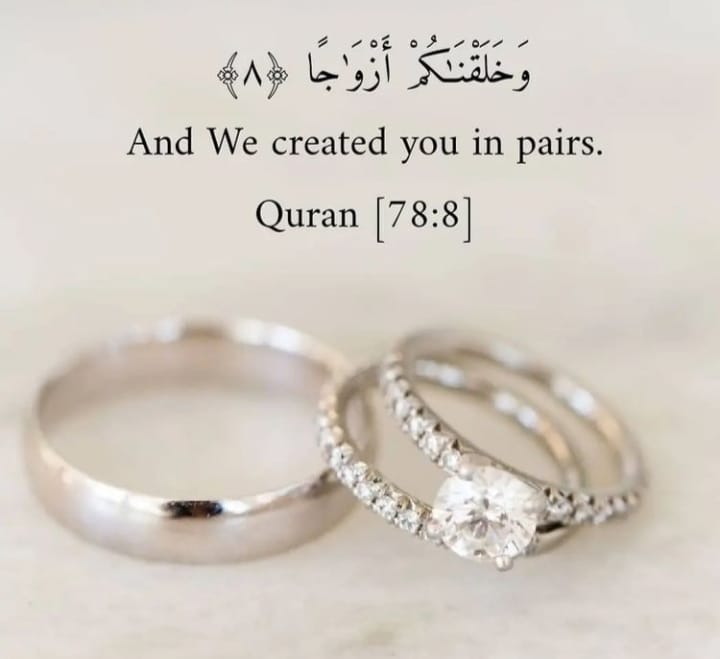 وَخَلَقْنَـٰكُمْ أَزْوَٰجًا ﴿٨﴾
And We created you in pairs.
Quran [78:8]